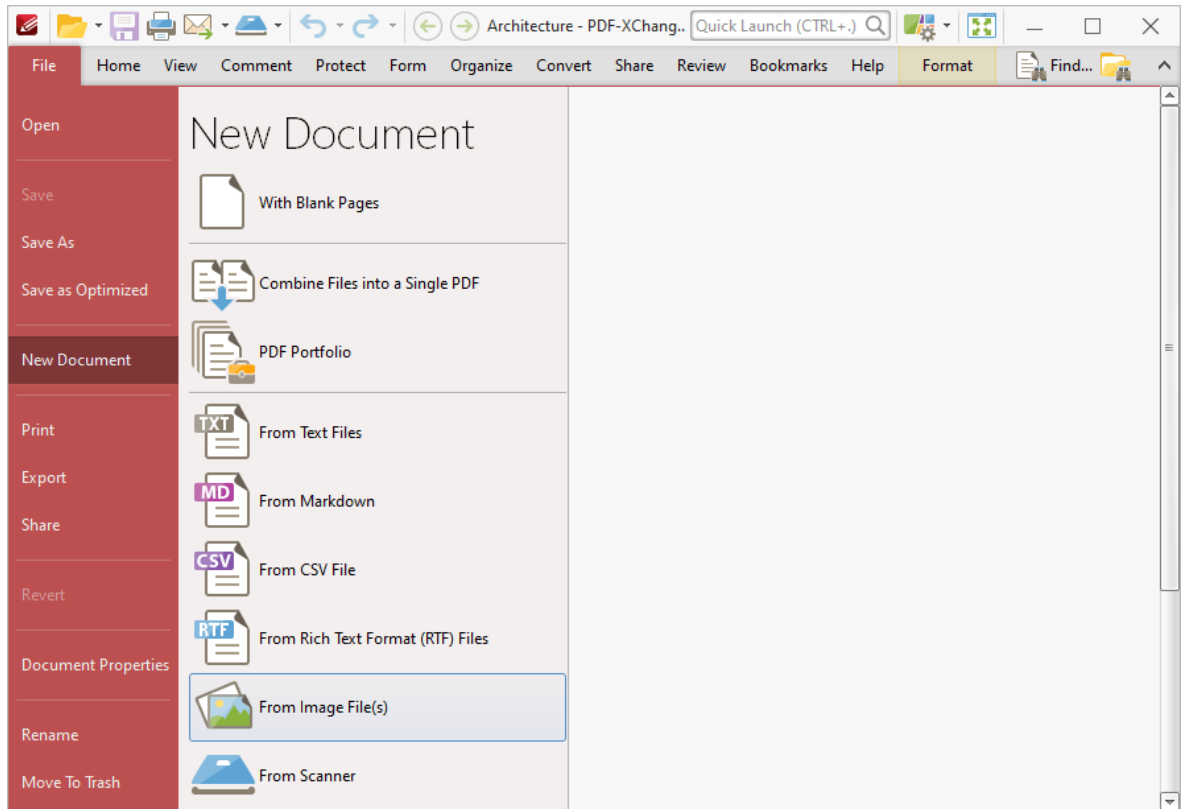 Architecture - PDF-XChang.. Quick Launch (CTRL+.)
File Home View Comment Protect Form Organize Convert Share Review Bookmarks Help Format Find...
Open
Save
Save As
Save as Optimized
New Document
Print
Export
Share
Revert
Document Properties
Rename
Move To Trash
New Document
With Blank Pages
Combine Files into a Single PDF
PDF Portfolio
TXT From Text Files
MD From Markdown
CSV From CSV File
RTF From Rich Text Format (RTF) Files
From Image File(s)
From Scanner